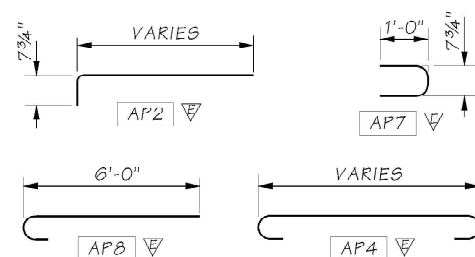 VARIES
7¾"
AP2 E
1'-0"
7¾"
AP7
6'-0"
AP8 E
VARIES
AP4 E